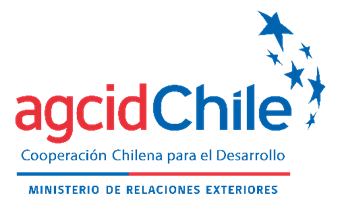 agcidChile
Cooperación Chilena para el Desarrollo
MINISTERIO DE RELACIONES EXTERIORES